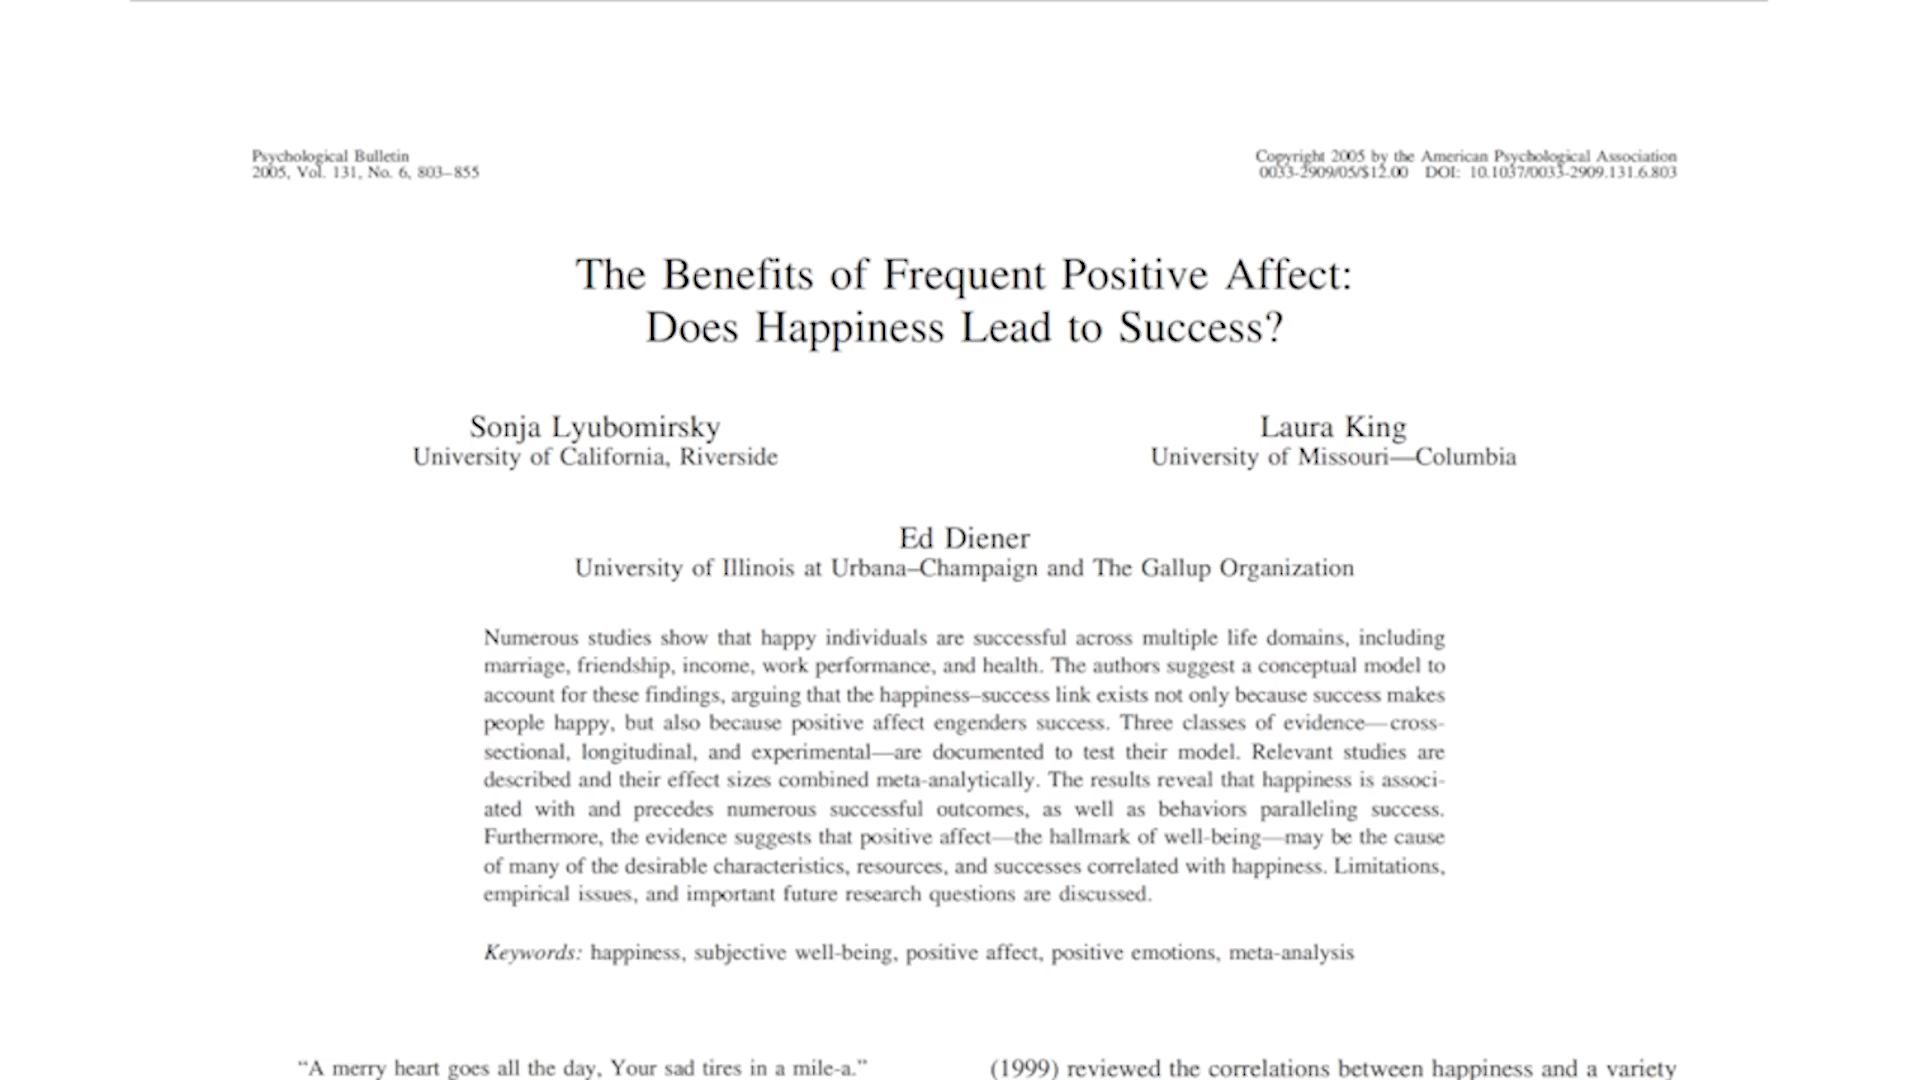 Psychological Bulletin
2005, Vol. 131, No. 6, 803–855
Copyright 2005 by the American Psychological Association
0033-2909/05/$12.00 DOI: 10.1037/0033-2909.131.6.803
The Benefits of Frequent Positive Affect:
Does Happiness Lead to Success?
Sonja Lyubomirsky
University of California, Riverside
Laura King
University of Missouri—Columbia
Ed Diener
University of Illinois at Urbana–Champaign and The Gallup Organization
Numerous studies show that happy individuals are successful across multiple life domains, including
marriage, friendship, income, work performance, and health. The authors suggest a conceptual model to
account for these findings, arguing that the happiness–success link exists not only because success makes
people happy, but also because positive affect engenders success. Three classes of evidence—cross-
sectional, longitudinal, and experimental—are documented to test their model. Relevant studies are
described and their effect sizes combined meta-analytically. The results reveal that happiness is associ-
ated with and precedes numerous successful outcomes, as well as behaviors paralleling success.
Furthermore, the evidence suggests that positive affect—the hallmark of well-being—may be the cause
of many of the desirable characteristics, resources, and successes correlated with happiness. Limitations,
empirical issues, and important future research questions are discussed.
Keywords: happiness, subjective well-being, positive affect, positive emotions, meta-analysis
“A merry heart goes all the day, Your sad tires in a mile-a.”
(1999) reviewed the correlations between happiness and a variety